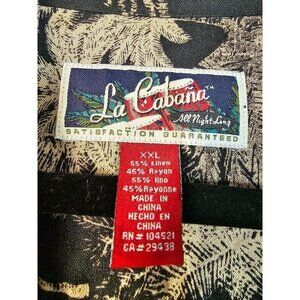 La Cabaña™
All Night Long
SATISFACTION GUARANTEED
XXL
55% Linen
45% Rayon
55% lino
45% Rayonne
MADE IN
CHINA
HECHO EN
CHINA
RN# 104521
CA# 29438